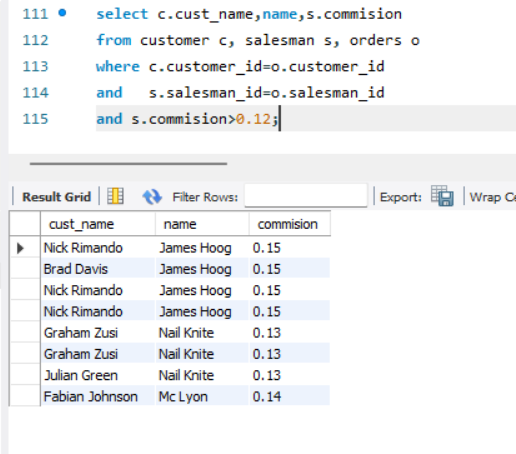 111 select c.cust_name,name,s.commision
112 from customer c, salesman s, orders o
113 where c.customer_id=o.customer_id
114 and s.salesman_id=o.salesman_id
115 and s.commision>0.12;
Result Grid Filter Rows: Export: Wrap Ce
cust_name name commision
Nick Rimando James Hoog 0.15
Brad Davis James Hoog 0.15
Nick Rimando James Hoog 0.15
Nick Rimando James Hoog 0.15
Graham Zusi Nail Knite 0.13
Graham Zusi Nail Knite 0.13
Julian Green Nail Knite 0.13
Fabian Johnson Mc Lyon 0.14